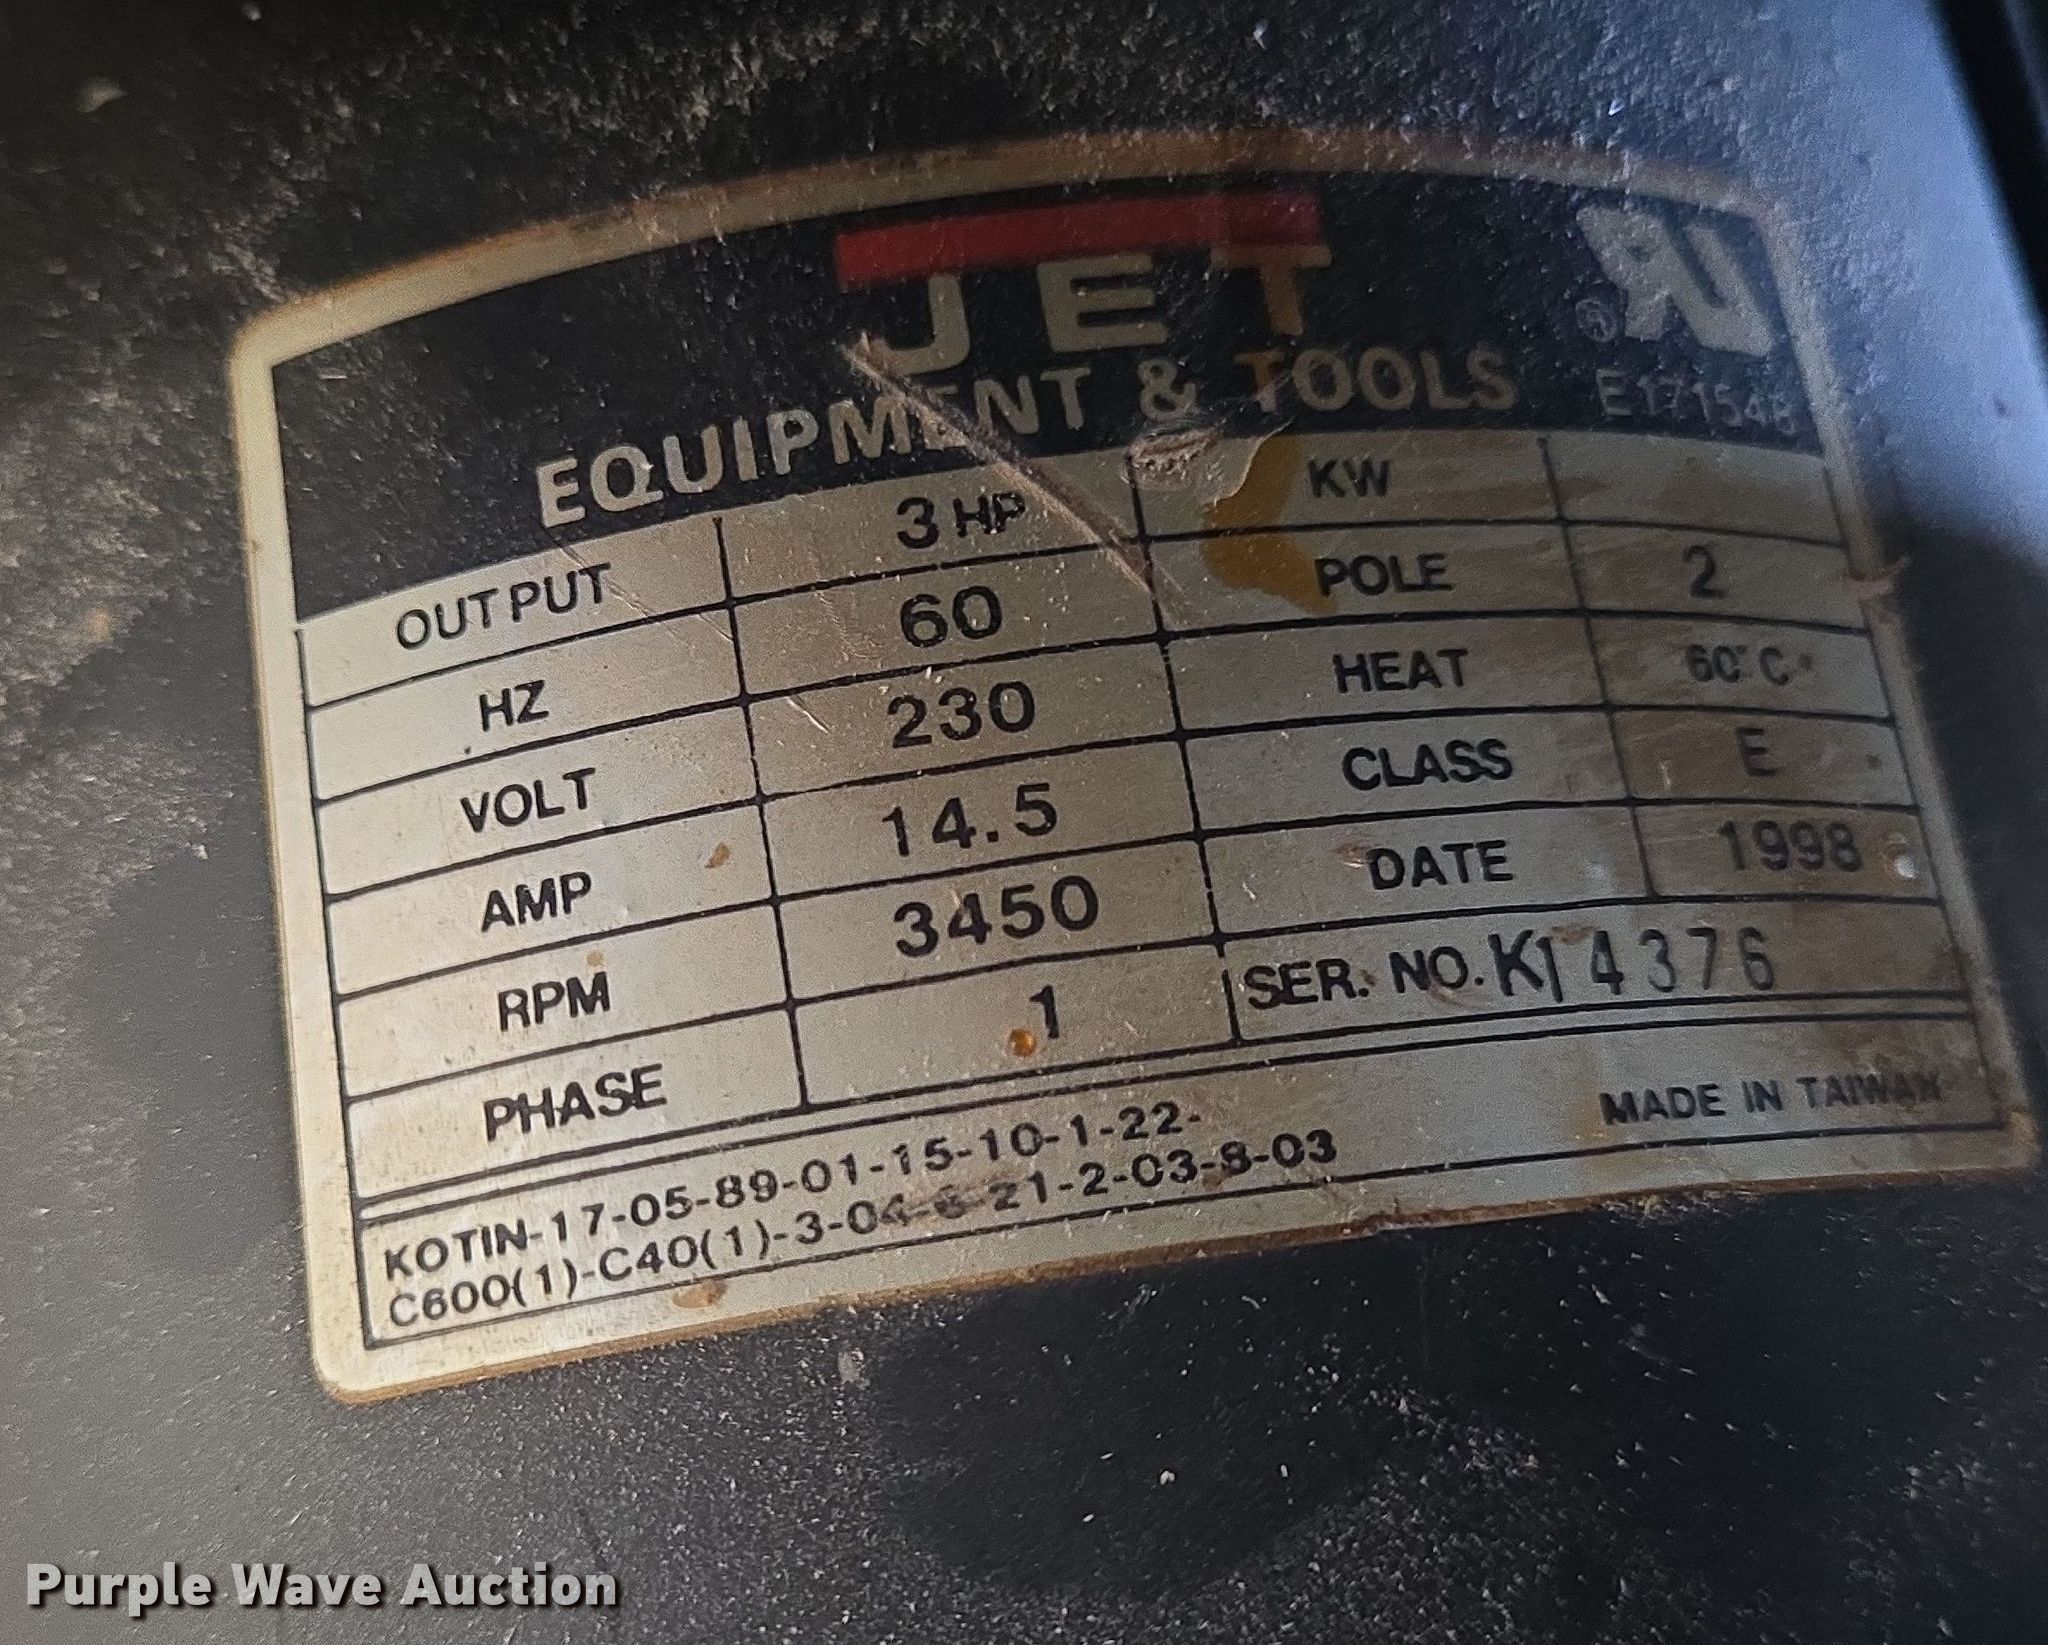 JET
EQUIPMENT & TOOLS
® E171546
OUTPUT 3 HP KW
HZ 60 POLE 2
VOLT 230 HEAT 60°C
AMP 14.5 CLASS E
RPM 3450 DATE 1998
PHASE 1 SER. NO. K14376
KOTIN-17-05-89-01-15-10-1-22-
C600(1)-C40(1)-3-04-6-21-2-03-8-03
MADE IN TAIWAN
Purple Wave Auction